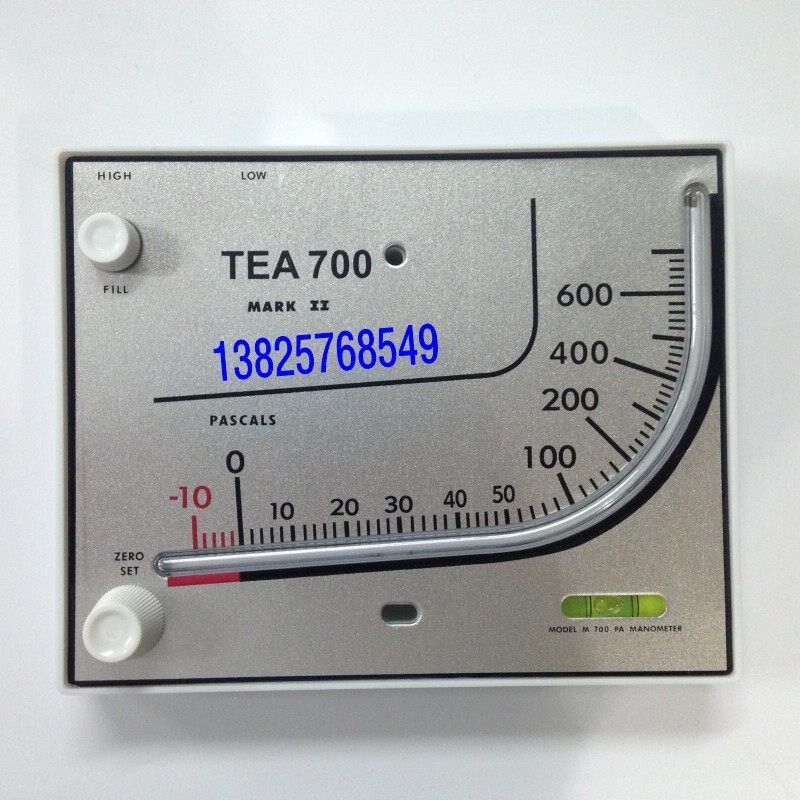 HIGH
LOW
FILL
TEA 700
MARK II
13825768549
PASCALS
600
400
200
100
0
-10
10
20
30
40
50
ZERO
SET
MODEL M 700 PA MANOMETER